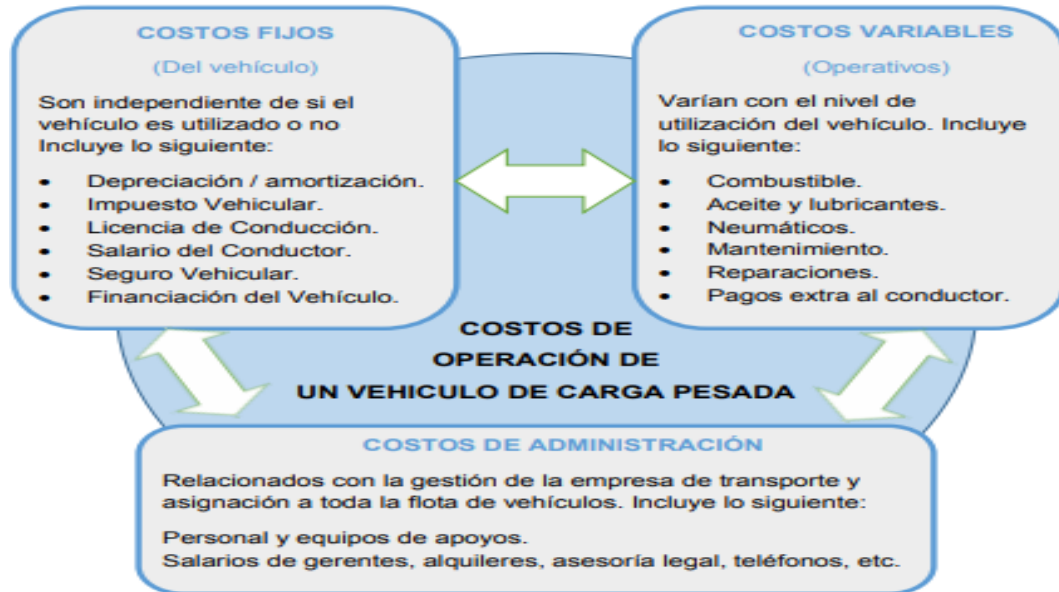 COSTOS FIJOS
(Del vehículo)
Son independiente de si el
vehículo es utilizado o no
Incluye lo siguiente:
• Depreciación / amortización.
• Impuesto Vehicular.
• Licencia de Conducción.
• Salario del Conductor.
• Seguro Vehicular.
• Financiación del Vehículo.
COSTOS VARIABLES
(Operativos)
Varían con el nivel de
utilización del vehículo. Incluye
lo siguiente:
• Combustible.
• Aceite y lubricantes.
• Neumáticos.
• Mantenimiento.
• Reparaciones.
• Pagos extra al conductor.
COSTOS DE
OPERACIÓN DE
UN VEHICULO DE CARGA PESADA
COSTOS DE ADMINISTRACIÓN
Relacionados con la gestión de la empresa de transporte y
asignación a toda la flota de vehículos. Incluye lo siguiente:
Personal y equipos de apoyos.
Salarios de gerentes, alquileres, asesoría legal, teléfonos, etc.